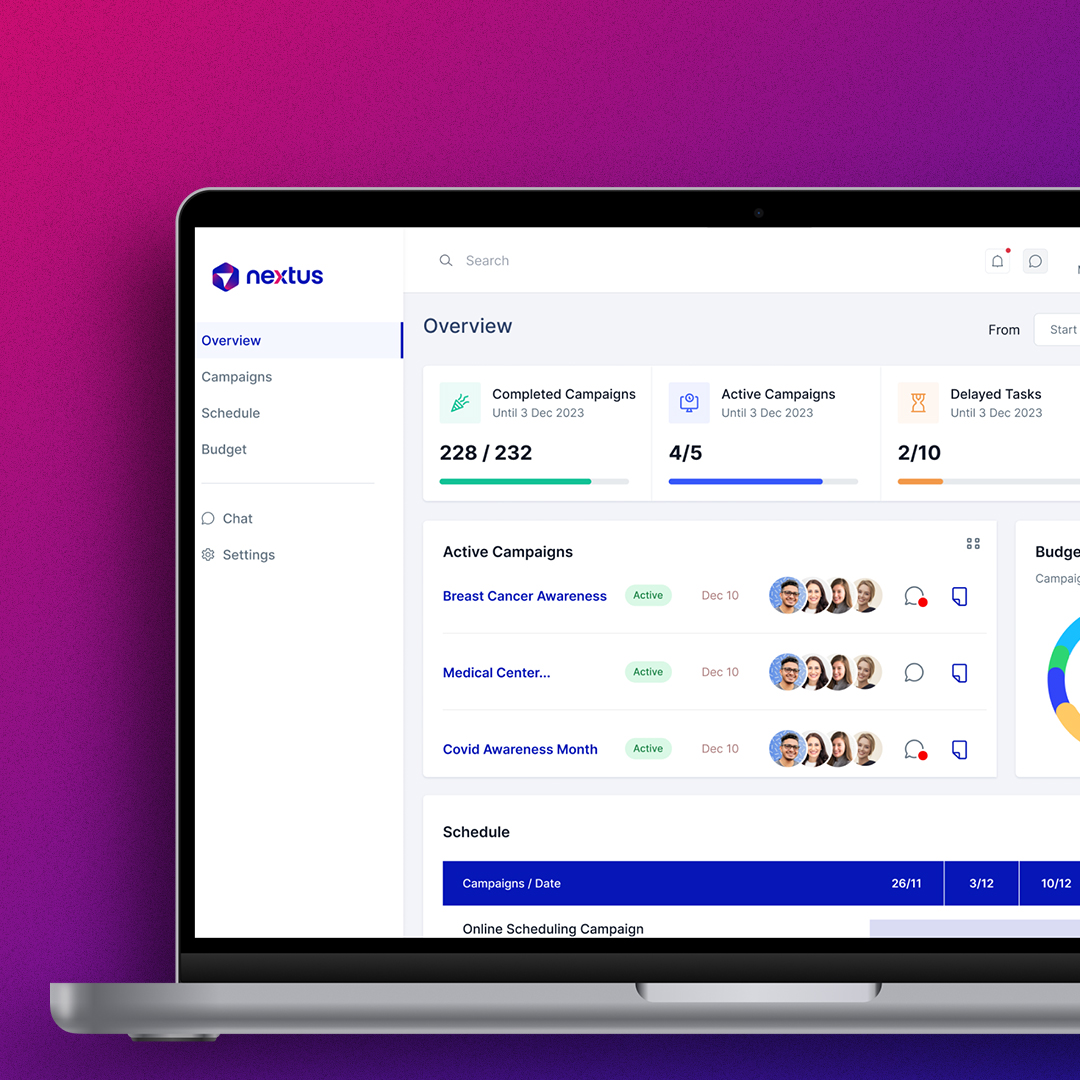 nextus
Search
Overview
Campaigns
Schedule
Budget
Chat
Settings
Overview
From
Start
Completed Campaigns
Until 3 Dec 2023
228 / 232
Active Campaigns
Until 3 Dec 2023
4/5
Delayed Tasks
Until 3 Dec 2023
2/10
Active Campaigns
Breast Cancer Awareness Active Dec 10
Medical Center... Active Dec 10
Covid Awareness Month Active Dec 10
Budge
Campaig
Schedule
Campaigns / Date 26/11 3/12 10/12
Online Scheduling Campaign